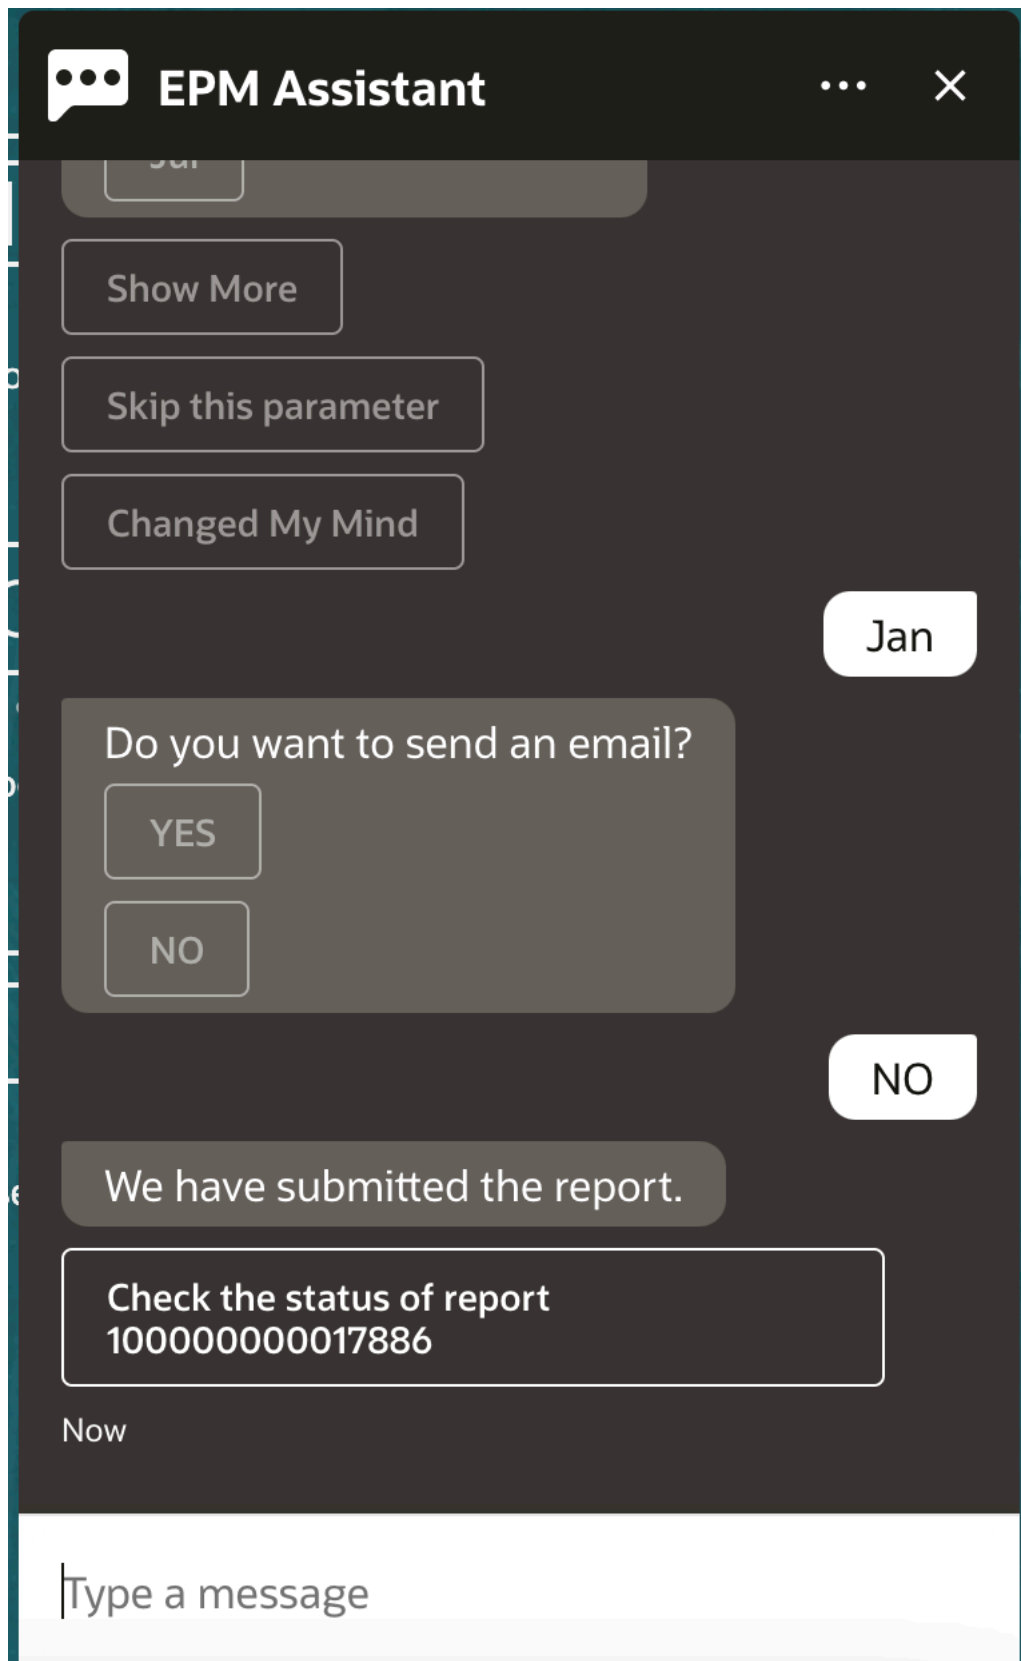 EPM Assistant
Show More
Skip this parameter
Changed My Mind
Jan
Do you want to send an email?
YES
NO
NO
We have submitted the report.
Check the status of report
100000000017886
Now
Type a message